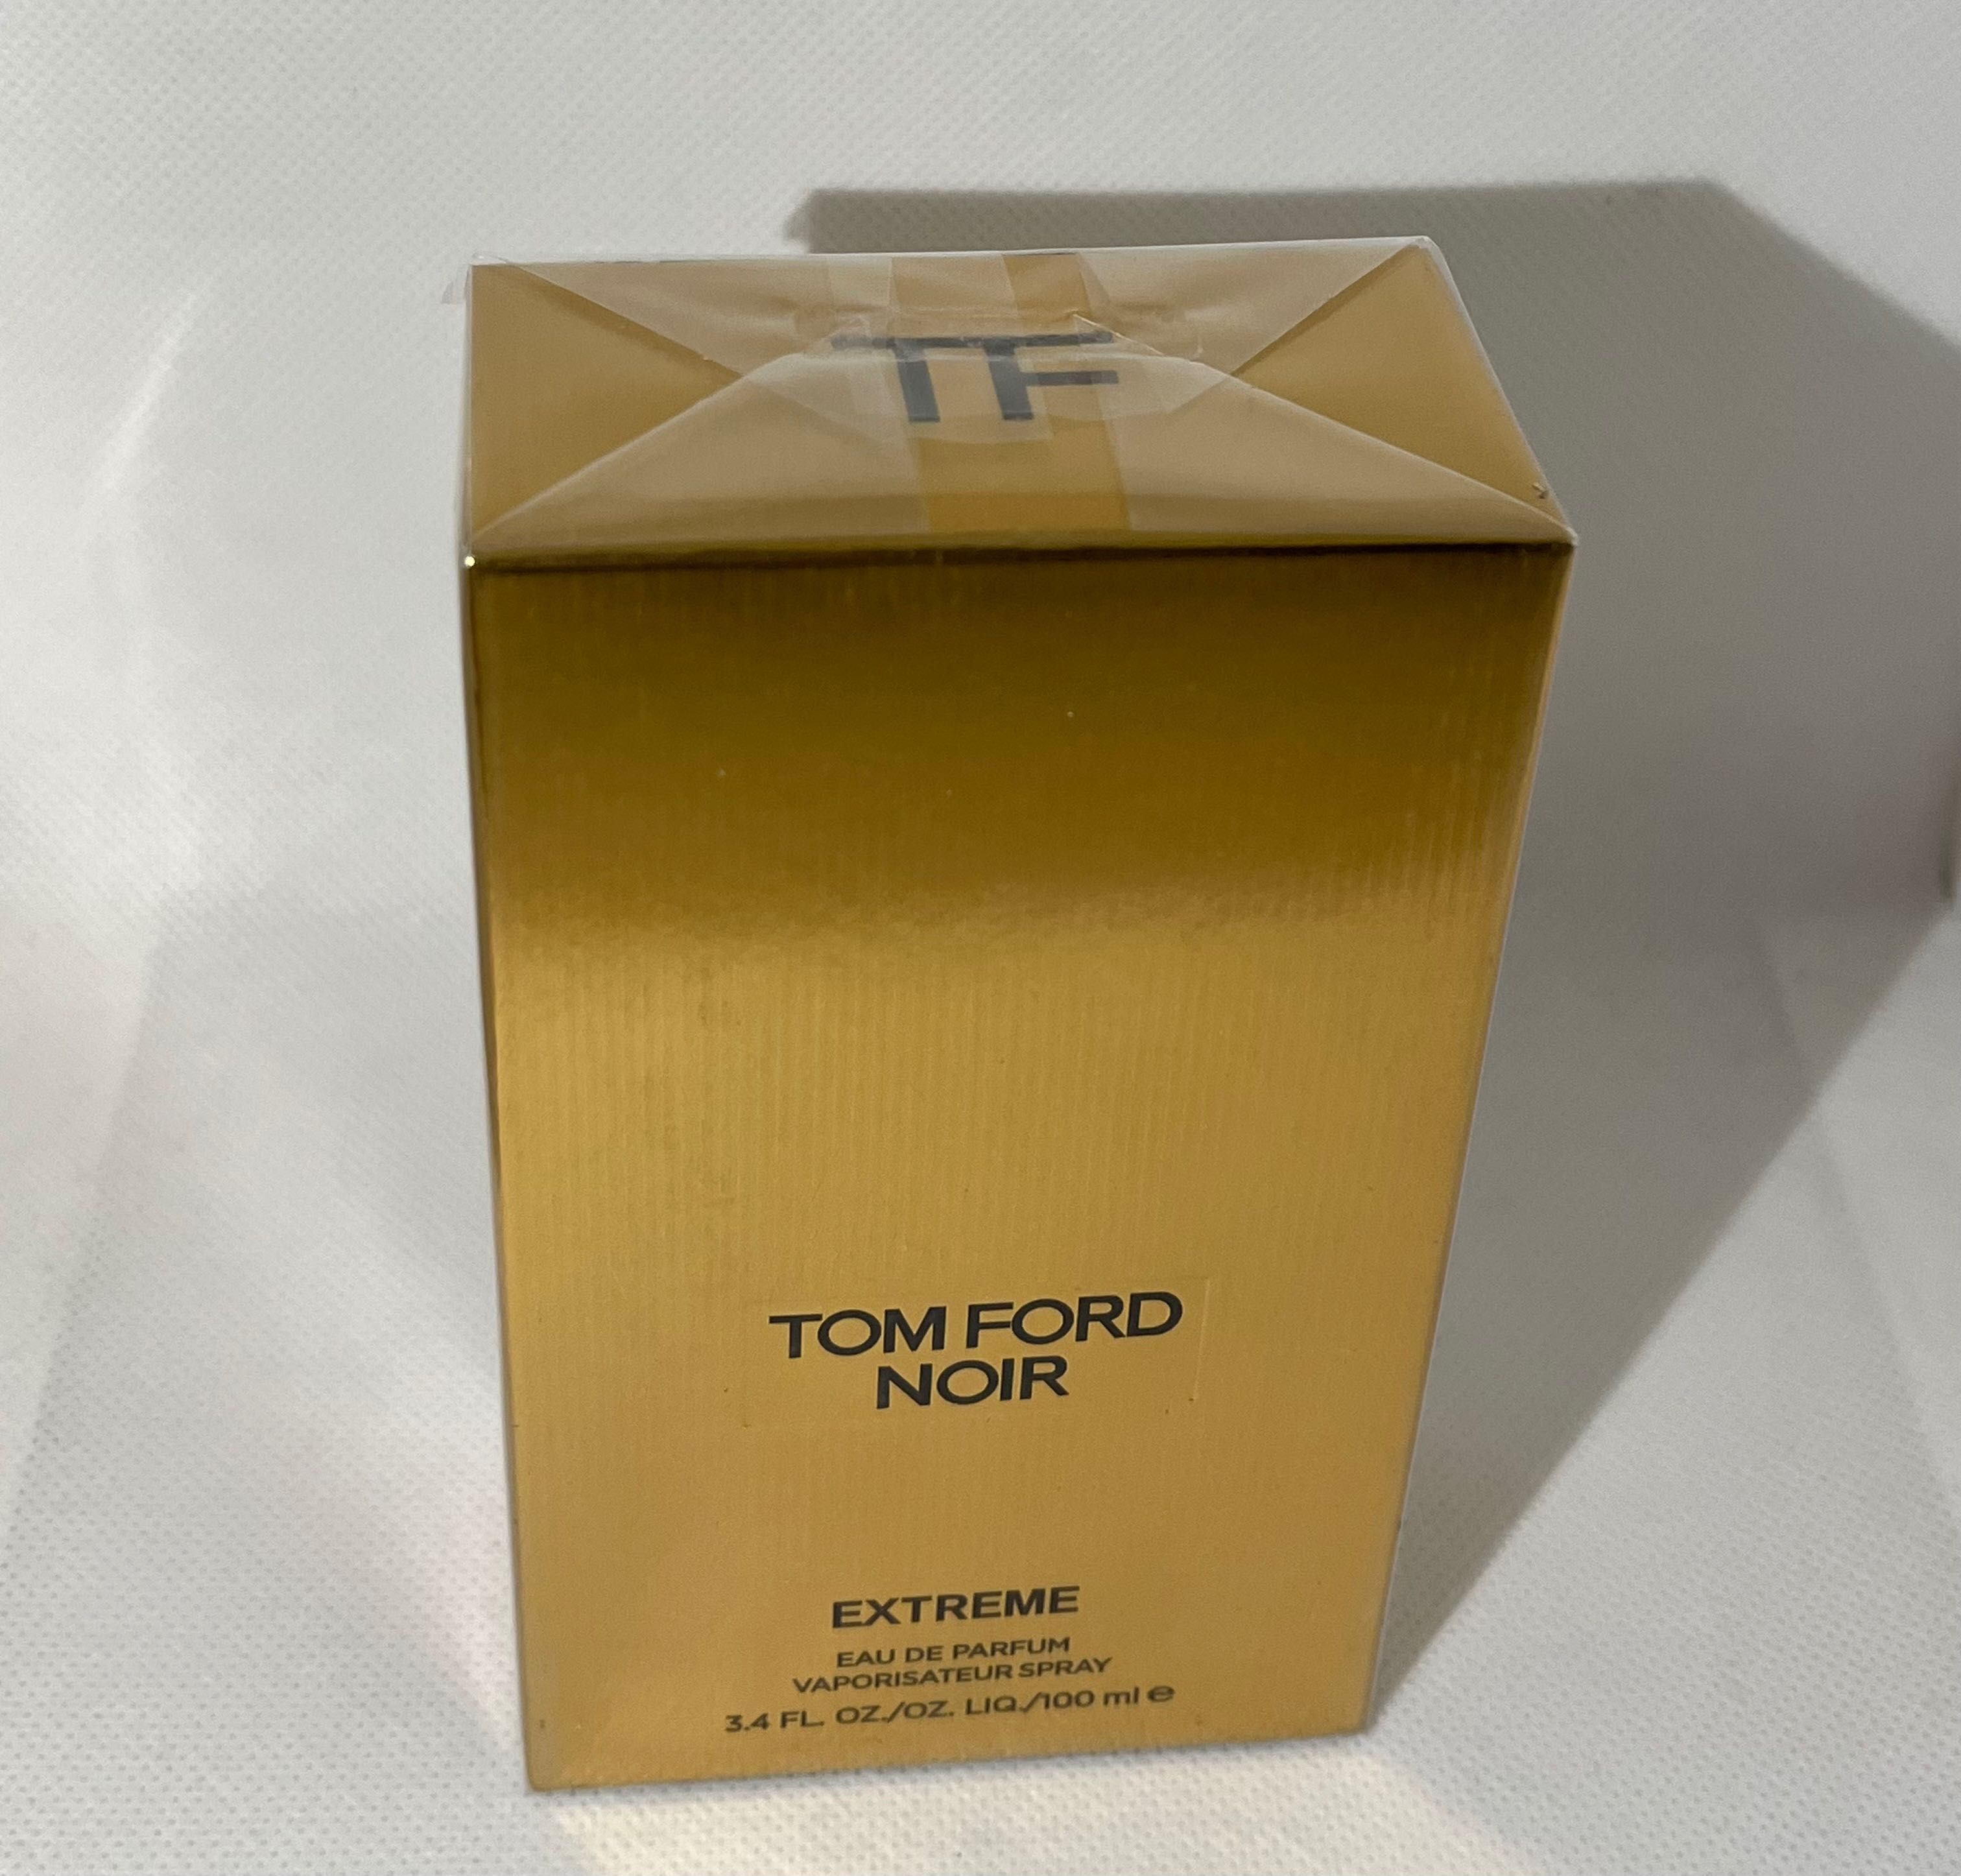 TF
TOM FORD
NOIR
EXTREME
EAU DE PARFUM
VAPORISATEUR SPRAY
3.4 FL. OZ./OZ. LIQ./100 ml ℮